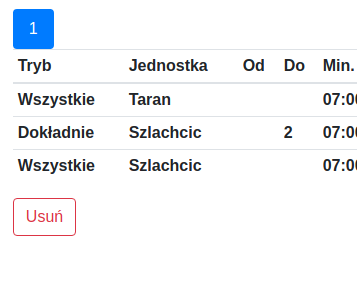 1
Tryb Jednostka Od Do Min.
Wszystkie Taran 07:00
Dokładnie Szlachcic 2 07:00
Wszystkie Szlachcic 07:00
Usuń